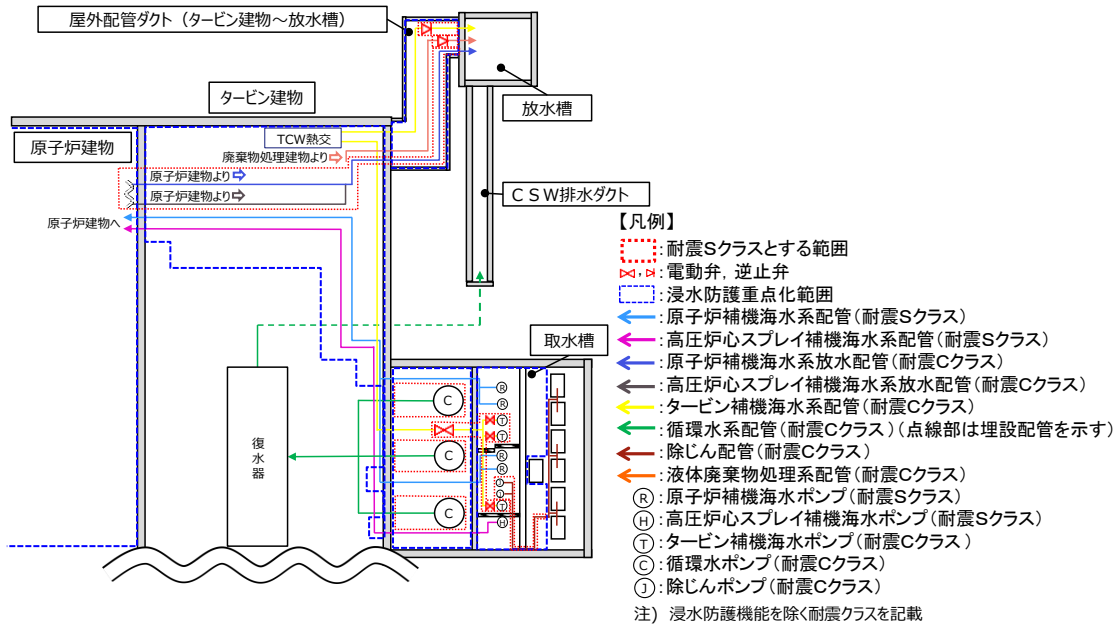 屋外配管ダクト（タービン建物～放水槽）
タービン建物
放水槽
原子炉建物
TCW熱交
廃棄物処理建物より
原子炉建物より
原子炉建物より
原子炉建物へ
ＣＳＷ排水ダクト
取水槽
復水器
C
C
C
R
R
T
T
R
R
J
J
T
H
【凡例】
：耐震Sクラスとする範囲
，：電動弁，逆止弁
：浸水防護重点化範囲
：原子炉補機海水系配管（耐震Sクラス）
：高圧炉心スプレイ補機海水系配管（耐震Sクラス）
：原子炉補機海水系放水配管（耐震Cクラス）
：高圧炉心スプレイ補機海水系放水配管（耐震Cクラス）
：タービン補機海水系配管（耐震Cクラス）
：循環水系配管（耐震Cクラス）（点線部は埋設配管を示す）
：除じん配管（耐震Cクラス）
：液体廃棄物処理系配管（耐震Cクラス）
Ⓡ：原子炉補機海水ポンプ（耐震Sクラス）
Ⓗ：高圧炉心スプレイ補機海水ポンプ（耐震Sクラス）
Ⓣ：タービン補機海水ポンプ（耐震Cクラス）
Ⓒ：循環水ポンプ（耐震Cクラス）
Ⓙ：除じんポンプ（耐震Cクラス）
注） 浸水防護機能を除く耐震クラスを記載